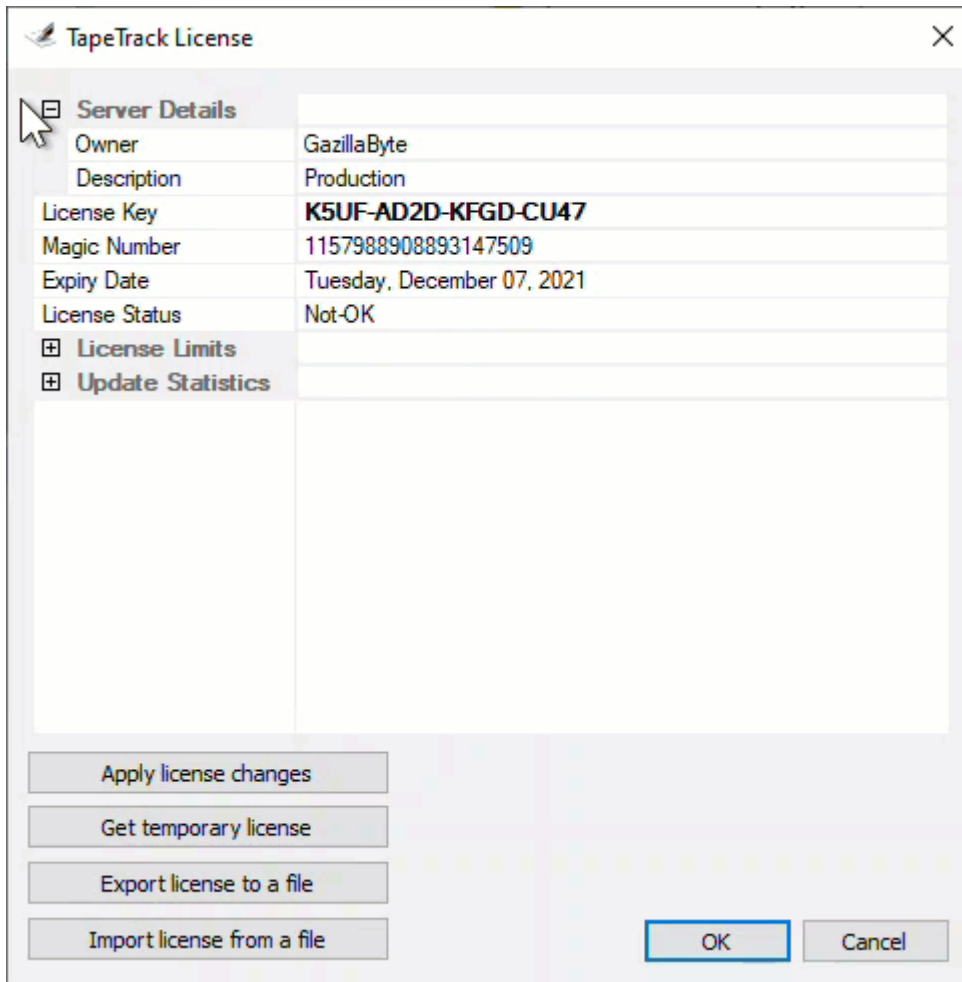 TapeTrack License
Server Details
Owner GazillaByte
Description Production
License Key K5UF-AD2D-KFGD-CU47
Magic Number 1157988908893147509
Expiry Date Tuesday, December 07, 2021
License Status Not-OK
License Limits
Update Statistics
Apply license changes
Get temporary license
Export license to a file
Import license from a file
OK Cancel